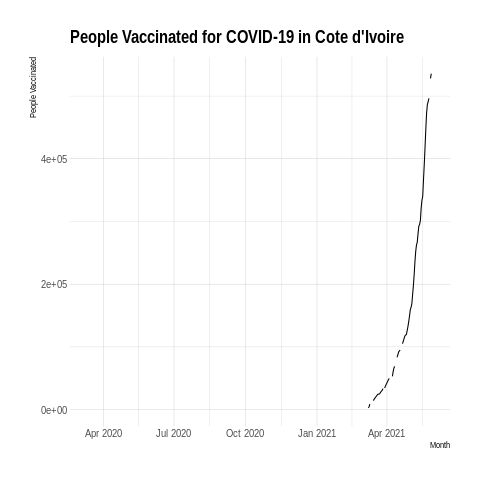 People Vaccinated for COVID-19 in Cote d'Ivoire
People Vaccinated
4e+05
2e+05
0e+00
Apr 2020 Jul 2020 Oct 2020 Jan 2021 Apr 2021
Month